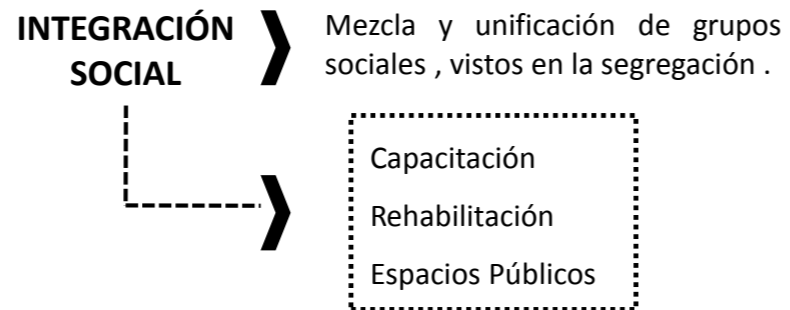 INTEGRACIÓN
SOCIAL
Mezcla y unificación de grupos
sociales , vistos en la segregación .
Capacitación
Rehabilitación
Espacios Públicos